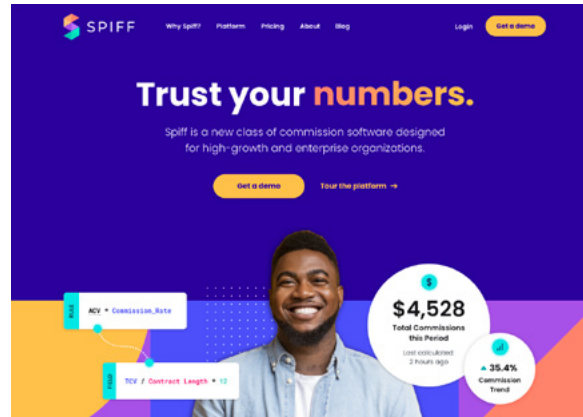 SPIFF
Why Spiff? Platform Pricing About Blog Login Get a demo
Trust your numbers.
Spiff is a new class of commission software designed
for high-growth and enterprise organizations.
Get a demo Tour the platform →
RULE
ACV = Commission_Rate
$
$4,528
Total Commissions
this Period
Last calculated:
2 hours ago
35.4%
Commission
Trend
TCV / Contract Length * 12